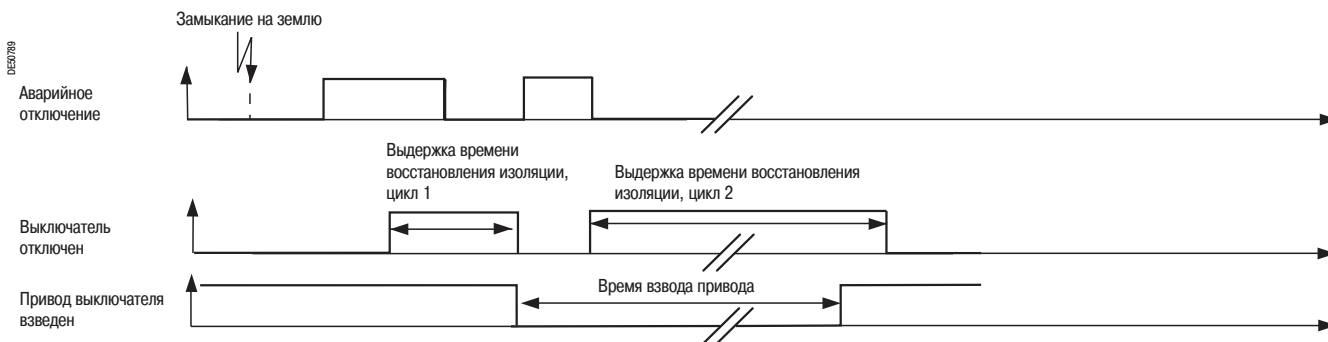 Замыкание на землю
DE50789
Аварийное
отключение
Выдержка времени
восстановления изоляции,
цикл 1
Выдержка времени восстановления
изоляции, цикл 2
Выключатель
отключен
Привод выключателя
взведен
Время взвода привода